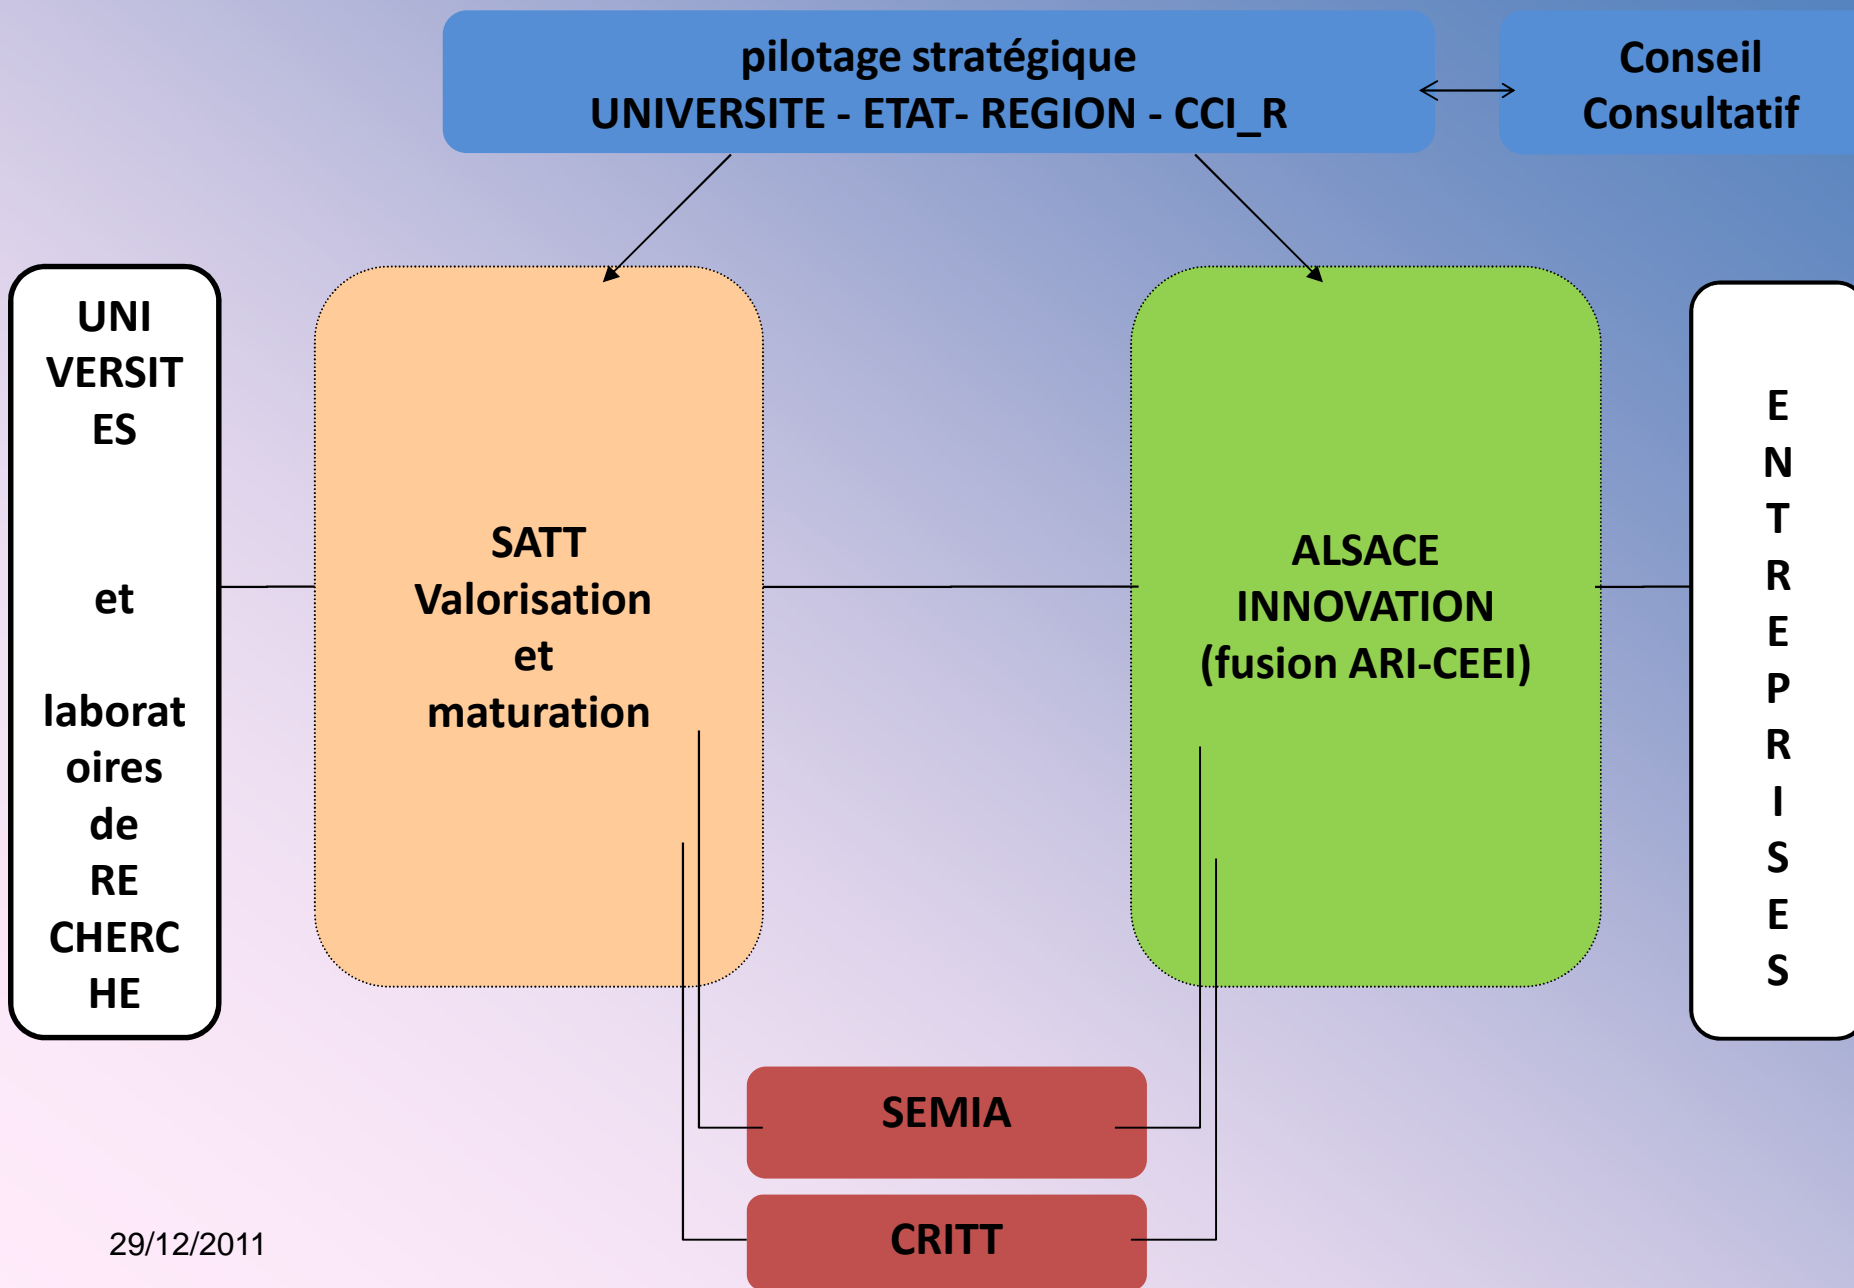 pilotage stratégique
UNIVERSITE - ETAT- REGION - CCI_R
Conseil
Consultatif
UNI
VERSIT
ES
et
laborat
oires
de
RE
CHERC
HE
SATT
Valorisation
et
maturation
ALSACE
INNOVATION
(fusion ARI-CEEI)
E
N
T
R
E
P
R
I
S
E
S
SEMIA
CRITT
29/12/2011